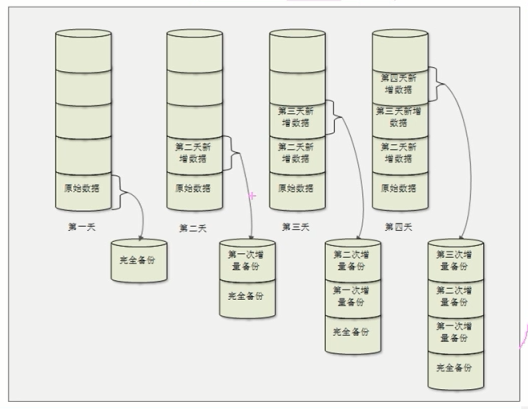 第四天新
增数据
第三天新
增数据
第三天新增
数据
第二天新
增数据
第二天新
增数据
第二天新
增数据
原始数据
原始数据
原始数据
原始数据
第一天
第二天
第三天
第四天
完全备份
第一次增
量备份
完全备份
第二次增
量备份
第一次增
量备份
完全备份
第三次增
量备份
第二次增
量备份
第一次增
量备份
完全备份